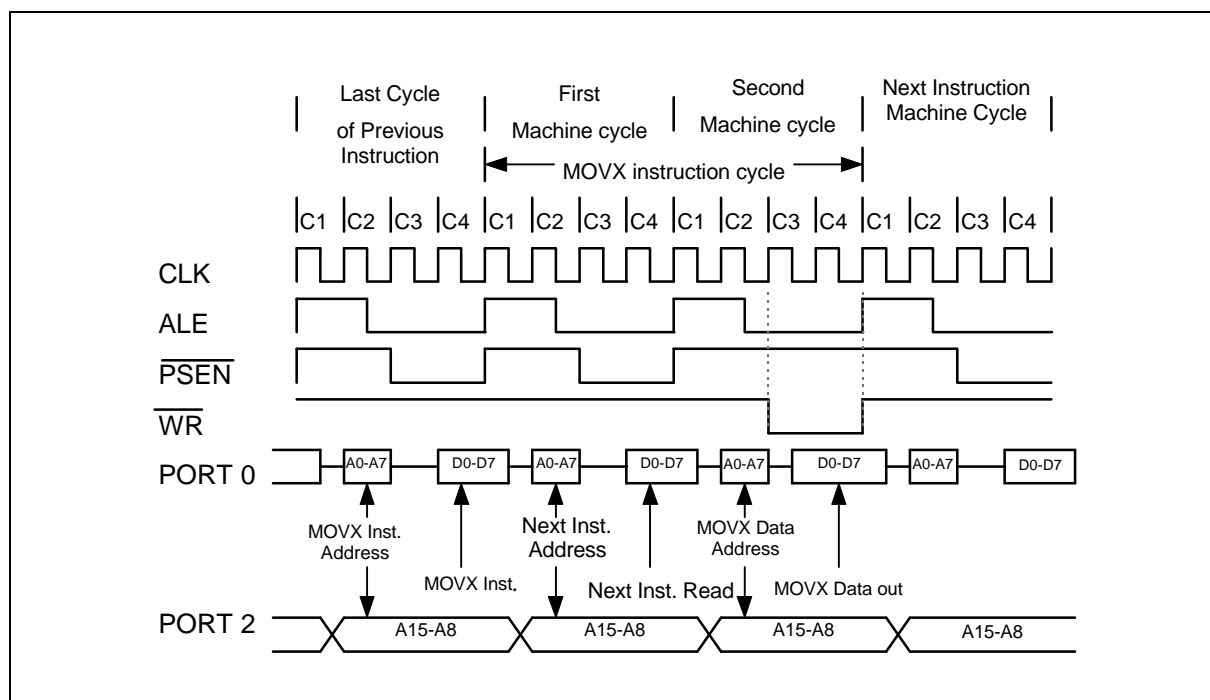 Last Cycle
of Previous
Instruction
First
Machine cycle
Second
Machine cycle
Next Instruction
Machine Cycle
MOVX instruction cycle
C1 C2 C3 C4 C1 C2 C3 C4 C1 C2 C3 C4 C1 C2 C3 C4
CLK
ALE
PSEN
WR
PORT 0
A0-A7 D0-D7 A0-A7 D0-D7 A0-A7 D0-D7 A0-A7 D0-D7
MOVX Inst.
Address
MOVX Inst.
Next Inst.
Address
Next Inst. Read
MOVX Data
Address
MOVX Data out
PORT 2
A15-A8 A15-A8 A15-A8 A15-A8